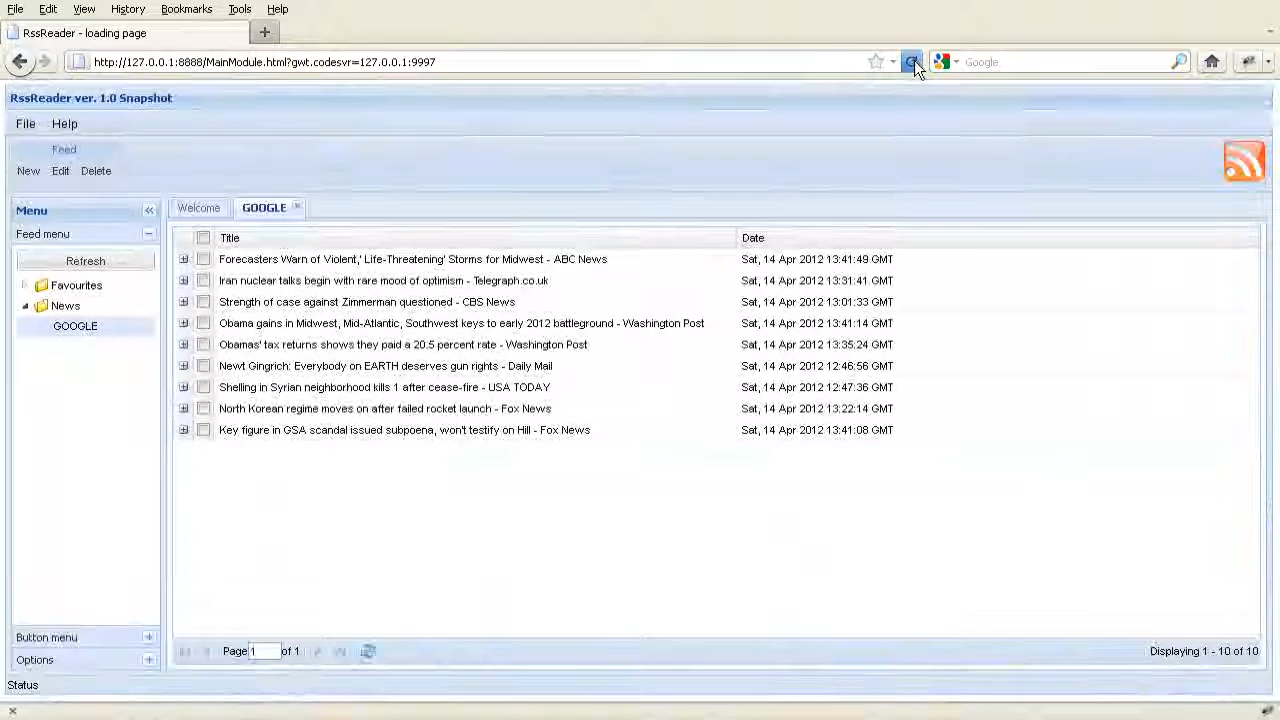 File Edit View History Bookmarks Tools Help
RssReader - loading page
http://127.0.0.1:8888/MainModule.html?gwt.codesvr=127.0.0.1:9997
Google
RssReader ver. 1.0 Snapshot
File Help
Feed
New Edit Delete
Menu
Feed menu
Refresh
Favourites
News
GOOGLE
Button menu
Options
Welcome GOOGLE
Title Date
Forecasters Warn of Violent,' Life-Threatening' Storms for Midwest - ABC News Sat, 14 Apr 2012 13:41:49 GMT
Iran nuclear talks begin with rare mood of optimism - Telegraph.co.uk Sat, 14 Apr 2012 13:31:41 GMT
Strength of case against Zimmerman questioned - CBS News Sat, 14 Apr 2012 13:01:33 GMT
Obama gains in Midwest, Mid-Atlantic, Southwest keys to early 2012 battleground - Washington Post Sat, 14 Apr 2012 13:41:14 GMT
Obamas' tax returns shows they paid a 20.5 percent rate - Washington Post Sat, 14 Apr 2012 13:35:24 GMT
Newt Gingrich: Everybody on EARTH deserves gun rights - Daily Mail Sat, 14 Apr 2012 12:46:56 GMT
Shelling in Syrian neighborhood kills 1 after cease-fire - USA TODAY Sat, 14 Apr 2012 12:47:36 GMT
North Korean regime moves on after failed rocket launch - Fox News Sat, 14 Apr 2012 13:22:14 GMT
Key figure in GSA scandal issued subpoena, won't testify on Hill - Fox News Sat, 14 Apr 2012 13:41:08 GMT
Page 1 of 1 Displaying 1 - 10 of 10
Status